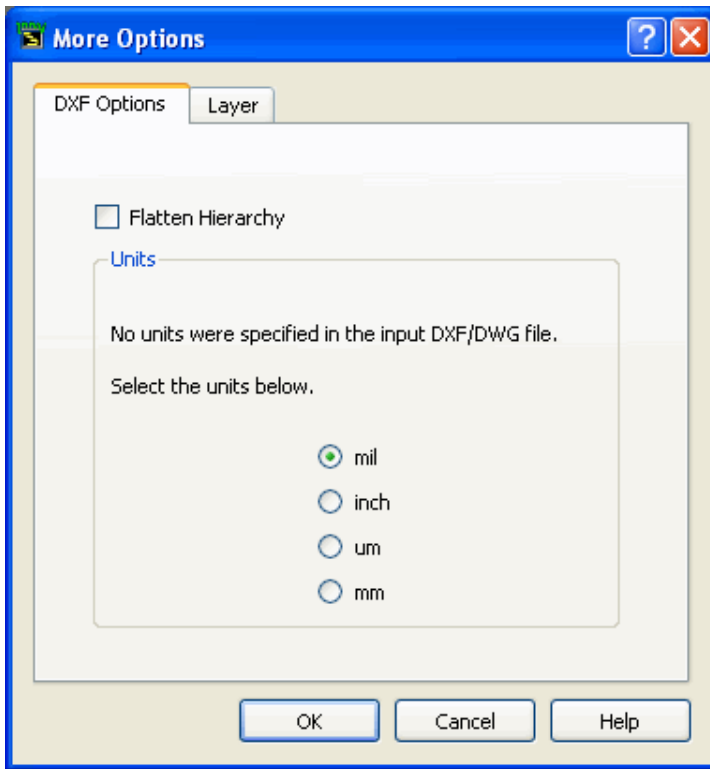 More Options
DXF Options
Layer
Flatten Hierarchy
Units
No units were specified in the input DXF/DWG file.
Select the units below.
mil
inch
um
mm
OK
Cancel
Help